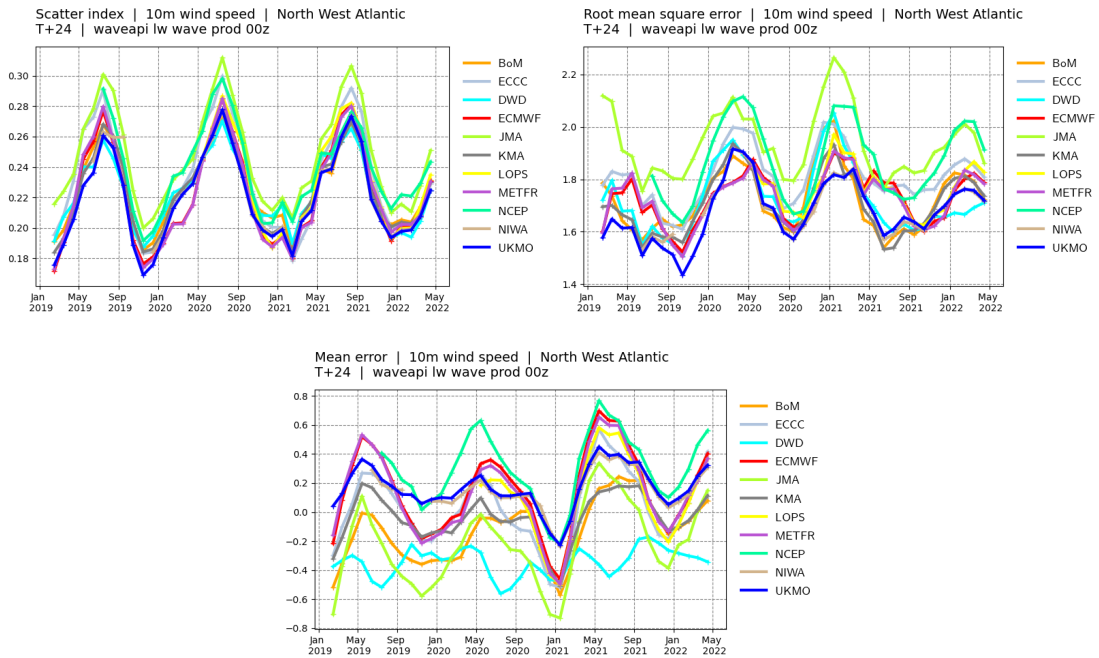 Scatter index | 10m wind speed | North West Atlantic
T+24 | waveapi lw wave prod 00z
0.30
0.28
0.26
0.24
0.22
0.20
0.18
Jan 2019
May 2019
Sep 2019
Jan 2020
May 2020
Sep 2020
Jan 2021
May 2021
Sep 2021
Jan 2022
May 2022
BoM
ECCC
DWD
ECMWF
JMA
KMA
LOPS
METFR
NCEP
NIWA
UKMO
Root mean square error | 10m wind speed | North West Atlantic
T+24 | waveapi lw wave prod 00z
2.2
2.0
1.8
1.6
1.4
Jan 2019
May 2019
Sep 2019
Jan 2020
May 2020
Sep 2020
Jan 2021
May 2021
Sep 2021
Jan 2022
May 2022
BoM
ECCC
DWD
ECMWF
JMA
KMA
LOPS
METFR
NCEP
NIWA
UKMO
Mean error | 10m wind speed | North West Atlantic
T+24 | waveapi lw wave prod 00z
0.8
0.6
0.4
0.2
0.0
−0.2
−0.4
−0.6
−0.8
Jan 2019
May 2019
Sep 2019
Jan 2020
May 2020
Sep 2020
Jan 2021
May 2021
Sep 2021
Jan 2022
May 2022
BoM
ECCC
DWD
ECMWF
JMA
KMA
LOPS
METFR
NCEP
NIWA
UKMO